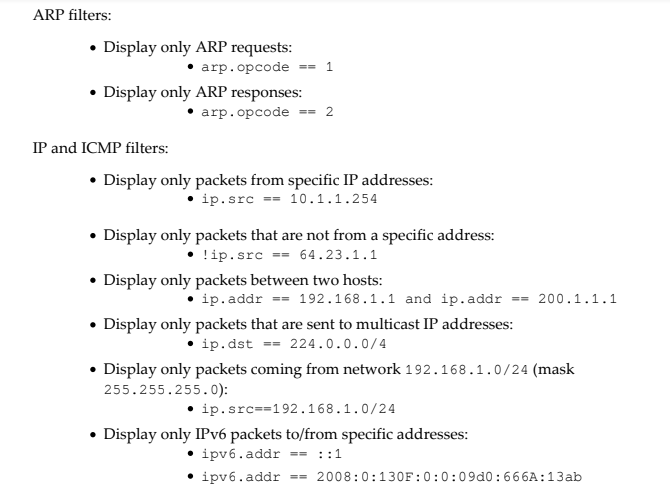 ARP filters:
• Display only ARP requests:
• arp.opcode == 1
• Display only ARP responses:
• arp.opcode == 2
IP and ICMP filters:
• Display only packets from specific IP addresses:
• ip.src == 10.1.1.254
• Display only packets that are not from a specific address:
• !ip.src == 64.23.1.1
• Display only packets between two hosts:
• ip.addr == 192.168.1.1 and ip.addr == 200.1.1.1
• Display only packets that are sent to multicast IP addresses:
• ip.dst == 224.0.0.0/4
• Display only packets coming from network 192.168.1.0/24 (mask
255.255.255.0):
• ip.src==192.168.1.0/24
• Display only IPv6 packets to/from specific addresses:
• ipv6.addr == ::1
• ipv6.addr == 2008:0:130F:0:0:09d0:666A:13ab